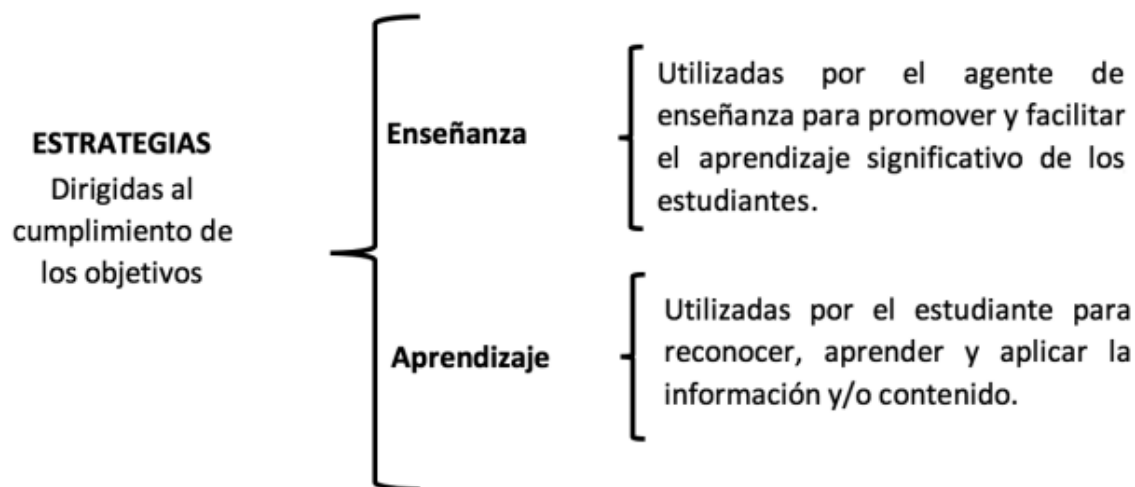 ESTRATEGIAS
Dirigidas al
cumplimiento de
los objetivos
Enseñanza
Utilizadas por el agente de
enseñanza para promover y facilitar
el aprendizaje significativo de los
estudiantes.
Aprendizaje
Utilizadas por el estudiante para
reconocer, aprender y aplicar la
información y/o contenido.